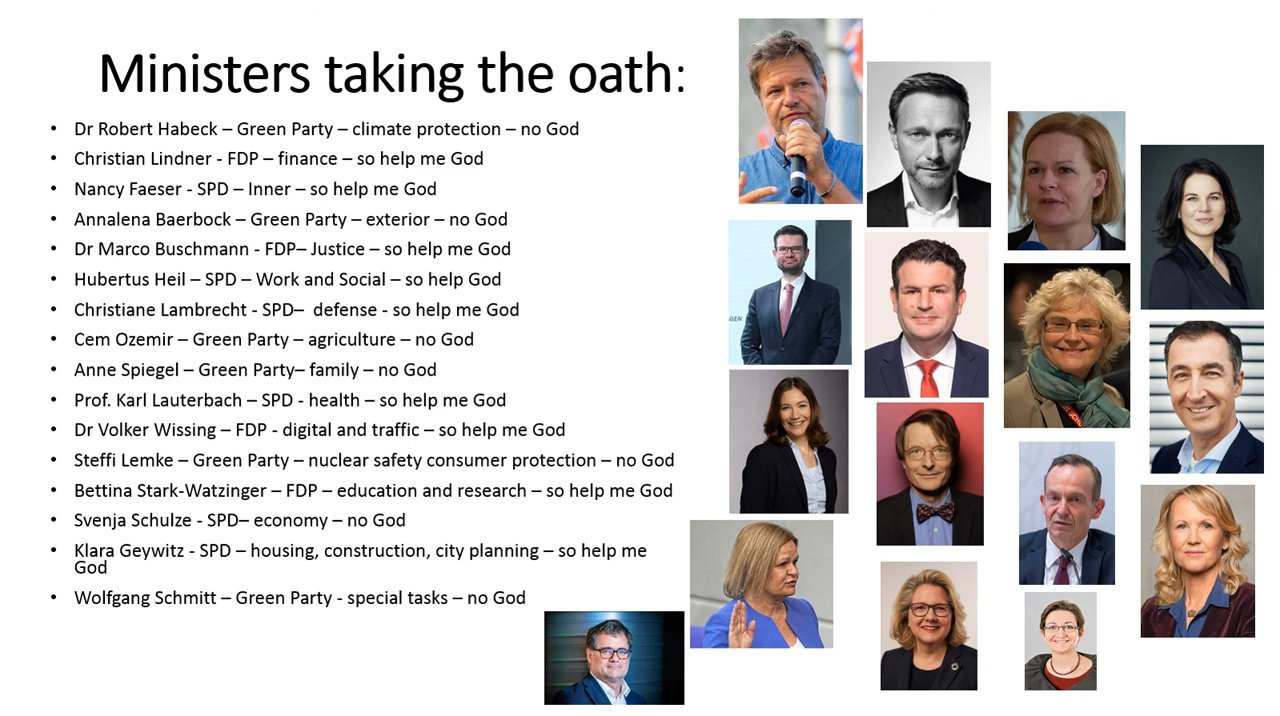 Ministers taking the oath:
• Dr Robert Habeck – Green Party – climate protection – no God
• Christian Lindner - FDP – finance – so help me God
• Nancy Faeser - SPD – Inner – so help me God
• Annalena Baerbock – Green Party – exterior – no God
• Dr Marco Buschmann - FDP– Justice – so help me God
• Hubertus Heil – SPD – Work and Social – so help God
• Christiane Lambrecht - SPD–  defense - so help me God
• Cem Ozemir – Green Party – agriculture – no God
• Anne Spiegel – Green Party– family – no God
• Prof. Karl Lauterbach – SPD - health – so help me God
• Dr Volker Wissing – FDP - digital and traffic – so help me God
• Steffi Lemke – Green Party – nuclear safety consumer protection – no God
• Bettina Stark-Watzinger – FDP – education and research – so help me God
• Svenja Schulze - SPD– economy – no God
• Klara Geywitz - SPD – housing, construction, city planning – so help me
God
• Wolfgang Schmitt – Green Party - special tasks – no God
GEN